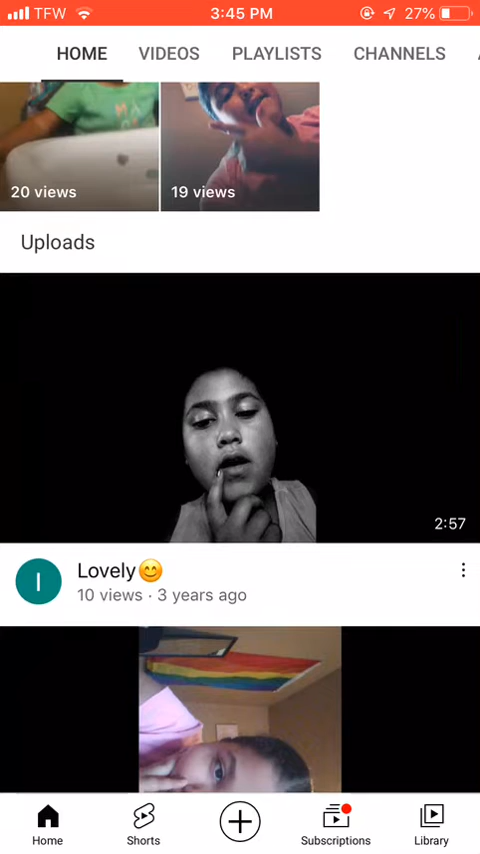 TFW 3:45 PM 27%
HOME VIDEOS PLAYLISTS CHANNELS
20 views 19 views
Uploads
2:57
I
Lovely😊
10 views · 3 years ago
Home Shorts Subscriptions Library